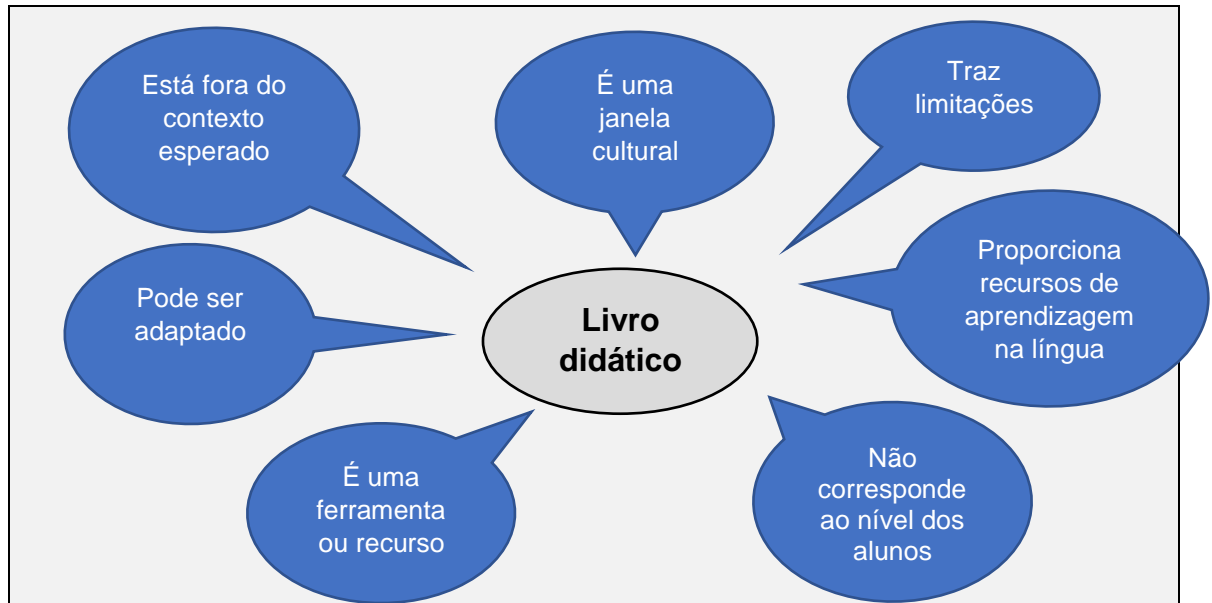 Está fora do
contexto
esperado
É uma
janela
cultural
Traz
limitações
Pode ser
adaptado
Livro
didático
Proporciona
recursos de
aprendizagem
na língua
É uma
ferramenta
ou recurso
Não
corresponde
ao nível dos
alunos